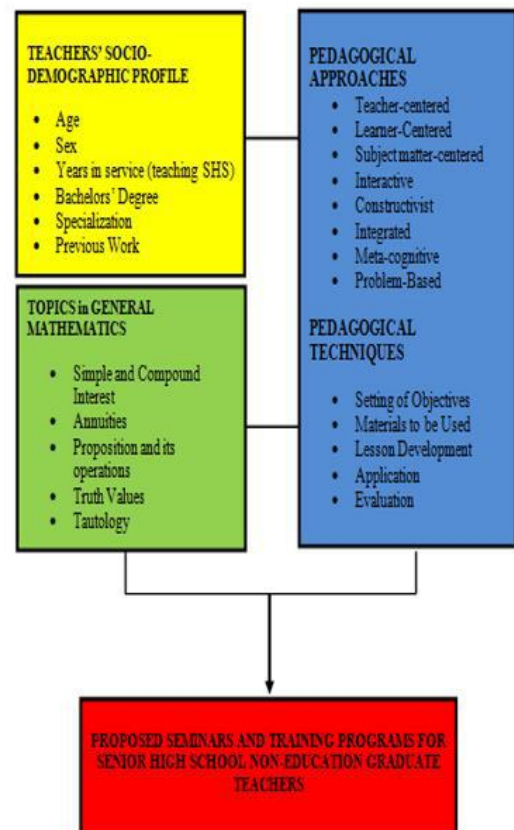 TEACHERS' SOCIO-
DEMOGRAPHIC PROFILE
• Age
• Sex
• Years in service (teaching SHS)
• Bachelors' Degree
• Specialization
• Previous Work
TOPICS in GENERAL
MATHEMATICS
• Simple and Compound
Interest
• Annuities
• Proposition and its
operations
• Truth Values
• Tautology
PEDAGOGICAL
APPROACHES
• Teacher-centered
• Learner-Centered
• Subject matter-centered
• Interactive
• Constructivist
• Integrated
• Meta-cognitive
• Problem-Based
PEDAGOGICAL
TECHNIQUES
• Setting of Objectives
• Materials to be Used
• Lesson Development
• Application
• Evaluation
PROPOSED SEMINARS AND TRAINING PROGRAMS FOR
SENIOR HIGH SCHOOL NON-EDUCATION GRADUATE
TEACHERS